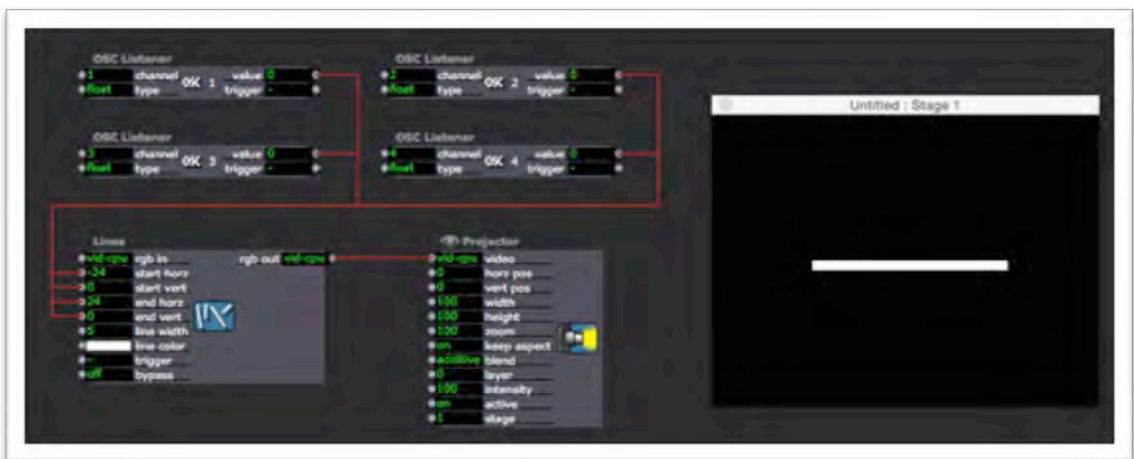 OSC Listener
1 channel OK 1 value 0
float type trigger -
OSC Listener
2 channel OK 2 value 0
float type trigger -
OSC Listener
3 channel OK 3 value 0
float type trigger -
OSC Listener
4 channel OK 4 value 0
float type trigger -
Lines
vid-cpu rgb in rgb out vid-cpu
-24 start horz
0 start vert
24 end horz
0 end vert
5 line width
line color
- trigger
off bypass
Projector
vid-cpu video
0 horz pos
0 vert pos
100 width
100 height
100 zoom
on keep aspect
additive blend
0 layer
100 intensity
on active
1 stage
Untitled : Stage 1